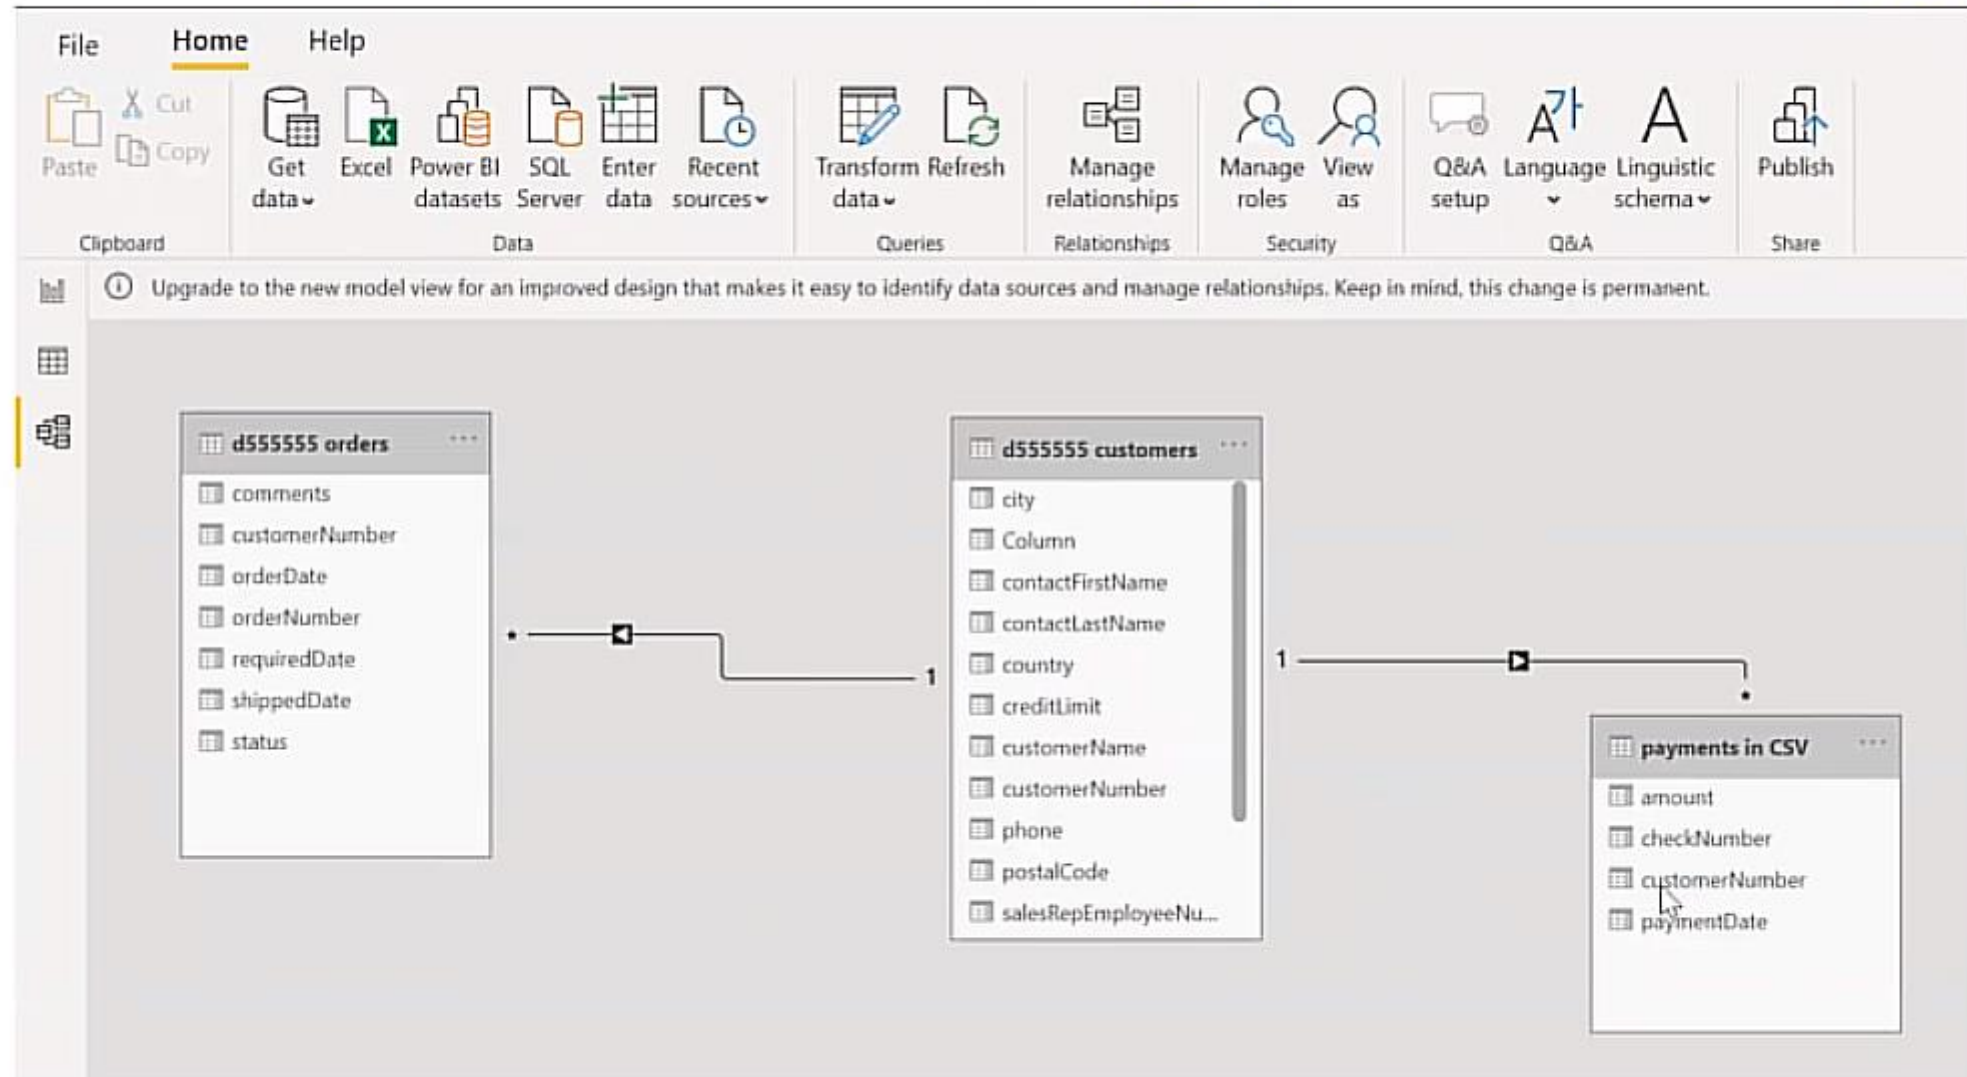 File Home Help
Cut
Copy
Paste
Clipboard
Get data
Excel
Power BI datasets
SQL Server
Enter data
Recent sources
Data
Transform data
Refresh
Queries
Manage relationships
Relationships
Manage roles
View as
Security
Q&A setup
Language
Linguistic schema
Q&A
Publish
Share
Upgrade to the new model view for an improved design that makes it easy to identify data sources and manage relationships. Keep in mind, this change is permanent.
d555555 orders ...
comments
customerNumber
orderDate
orderNumber
requiredDate
shippedDate
status
* 1
d555555 customers ...
city
Column
contactFirstName
contactLastName
country
creditLimit
customerName
customerNumber
phone
postalCode
salesRepEmployeeNu...
1 *
payments in CSV ...
amount
checkNumber
customerNumber
paymentDate